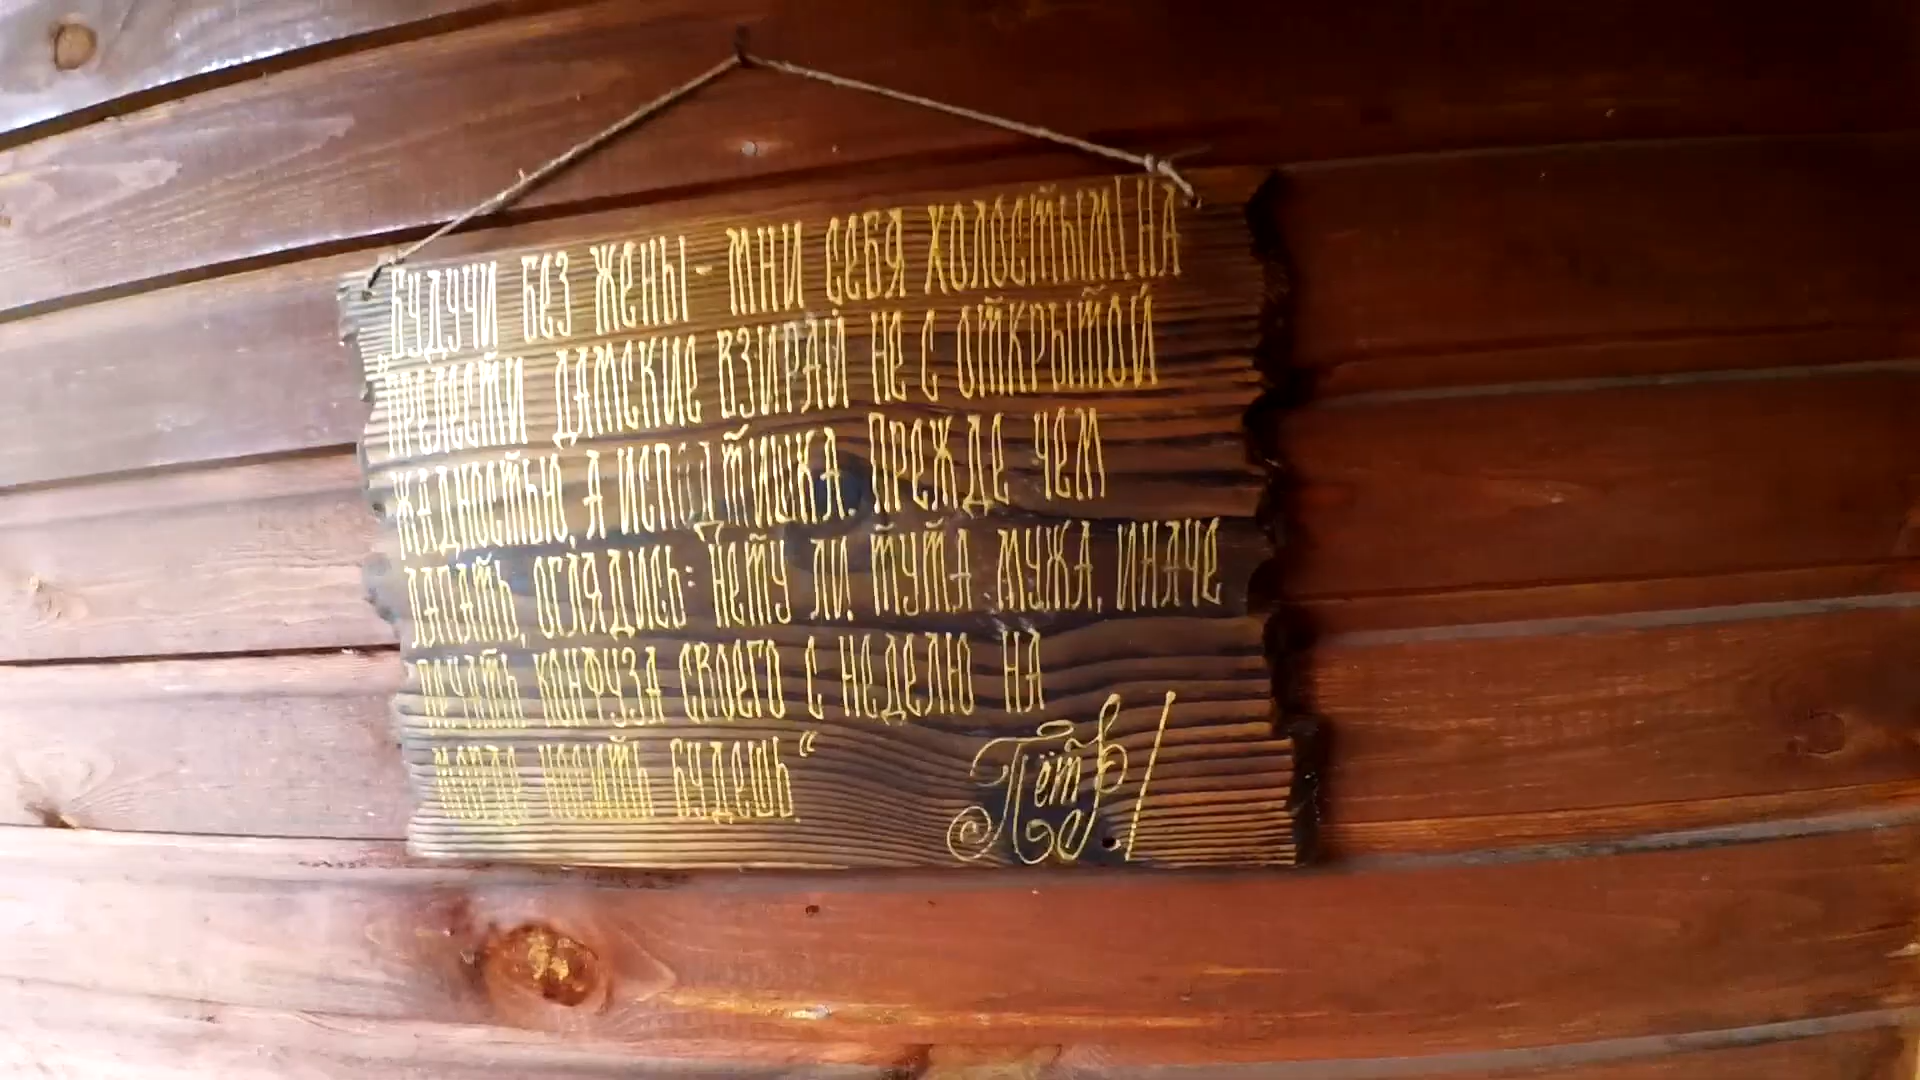 "Будучи без жены - мни себя холостым! На
прелести дамские взирай не с открытой
жадностью, а исподтишка. Прежде чем
лапать, оглядись: нету ли тута мужа, иначе
печать конфуза своего с неделю на
морде носить будешь."
Пётр I